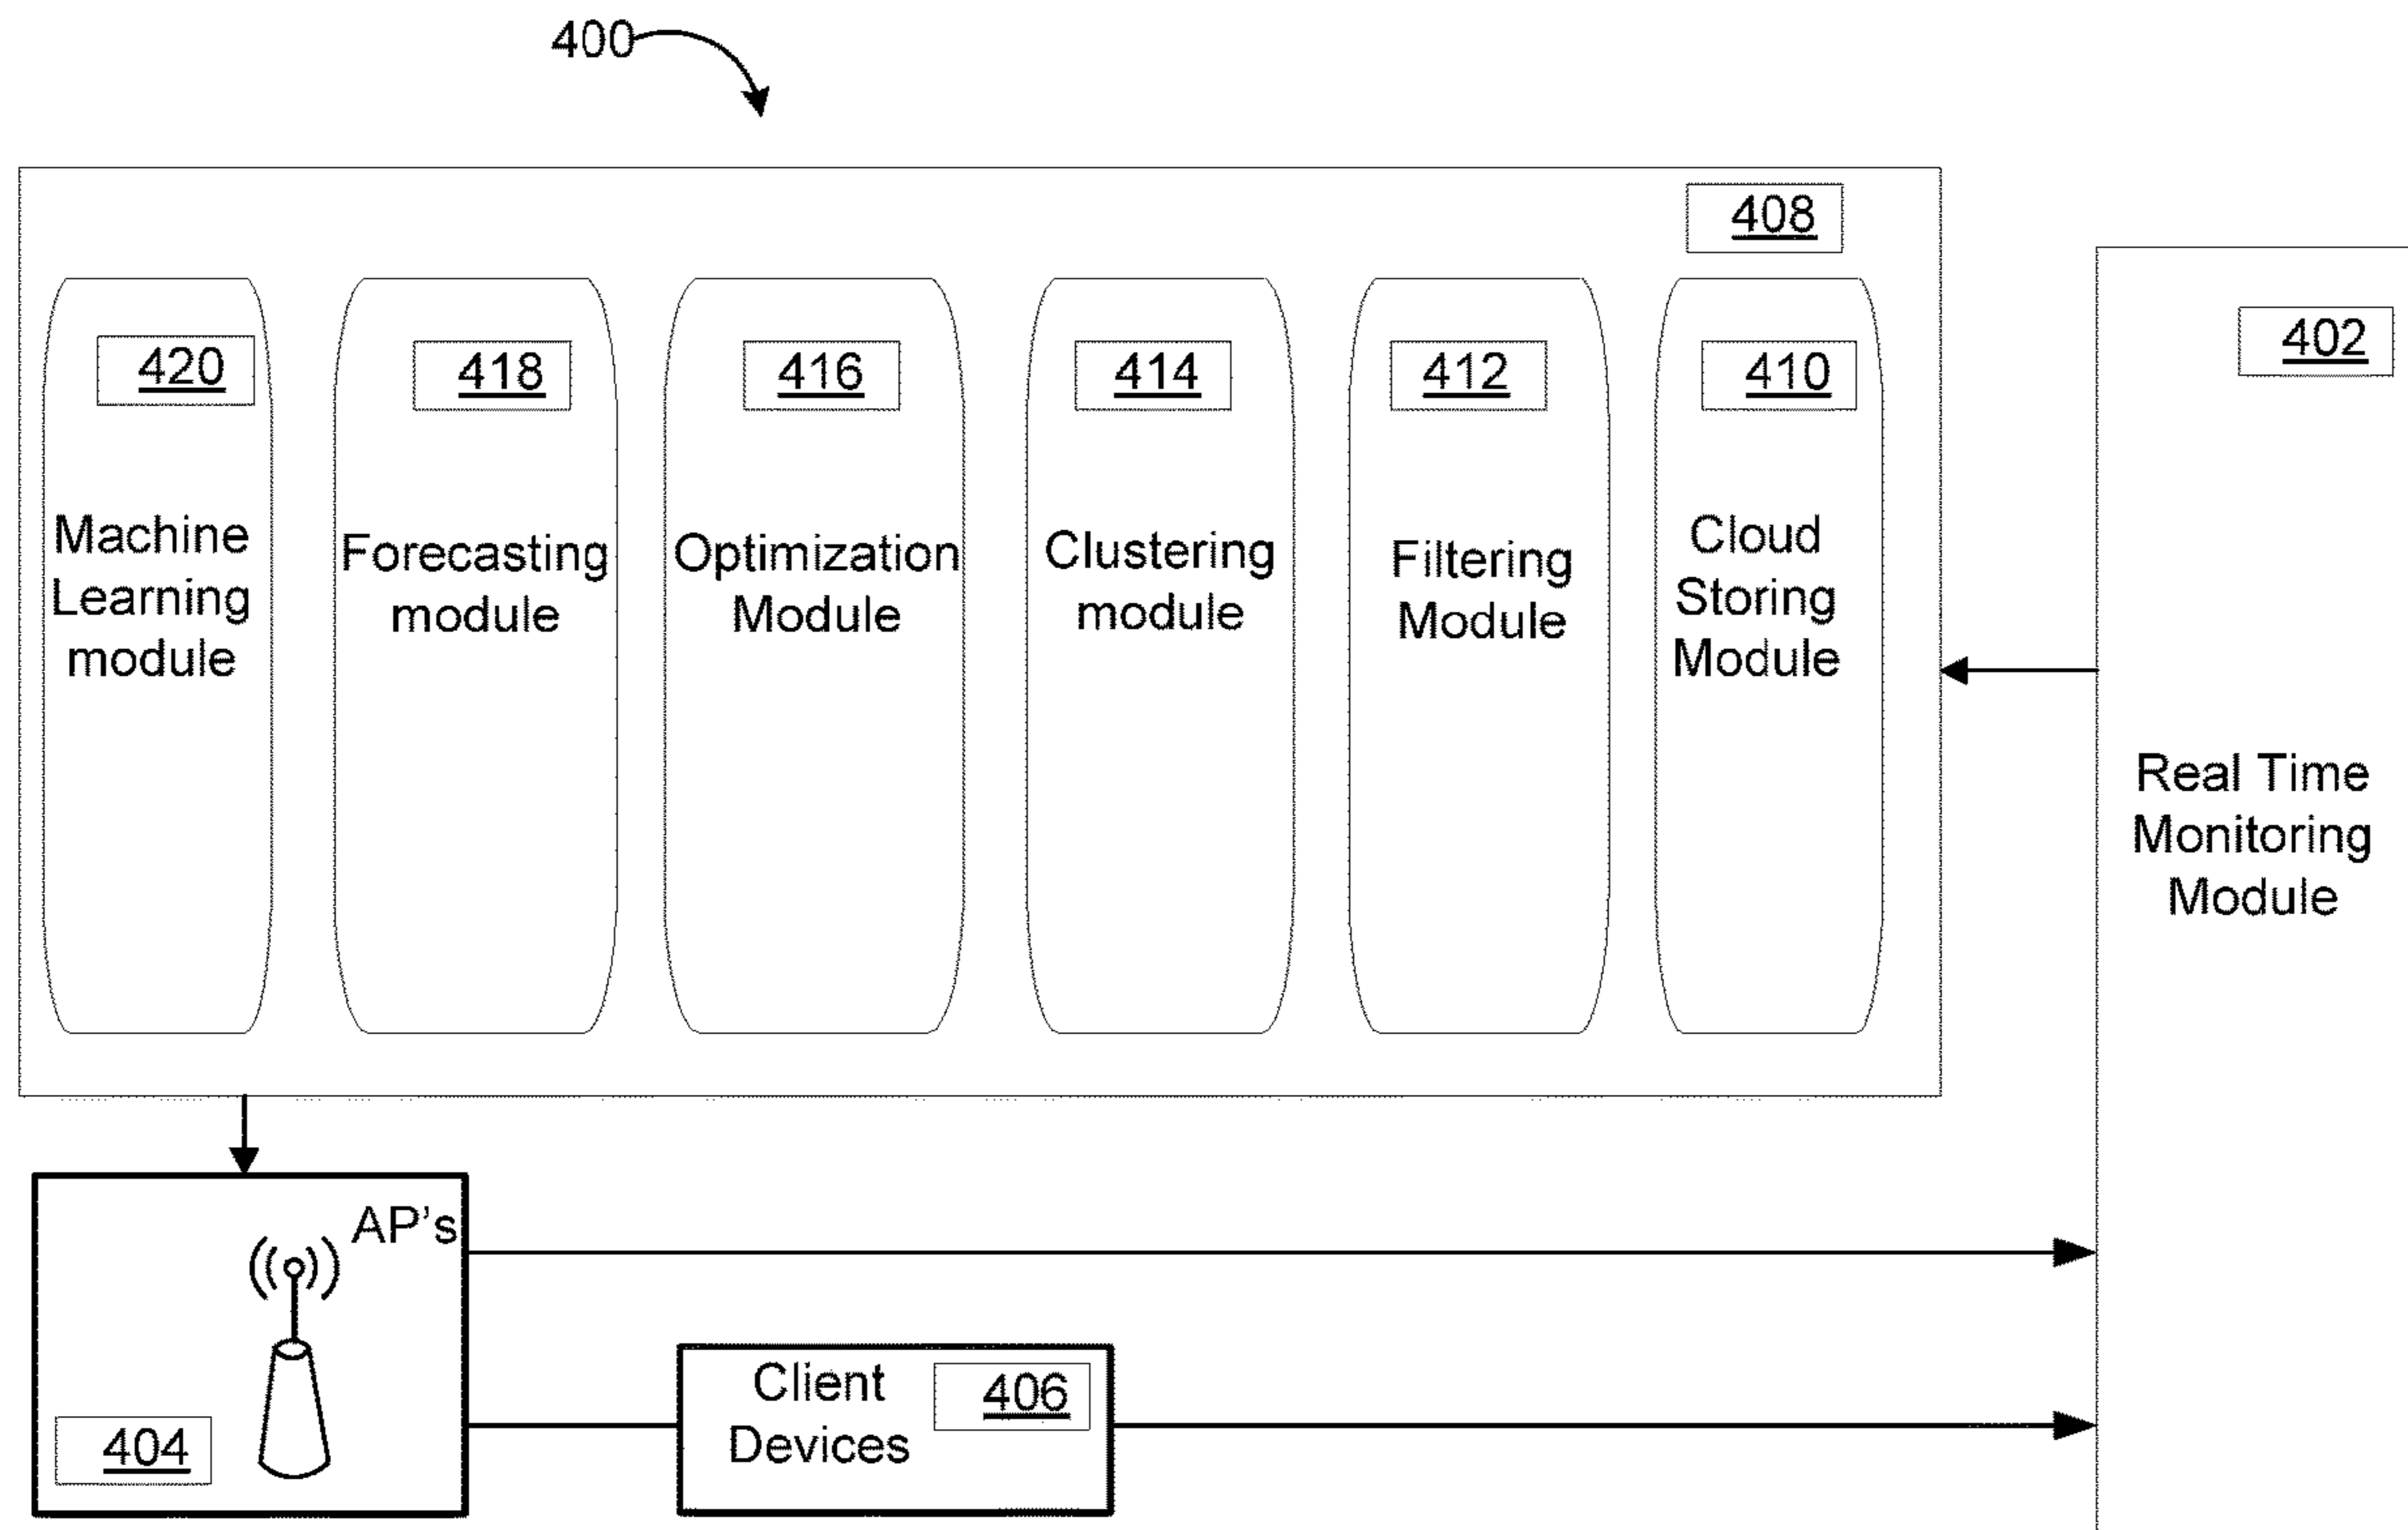 400
408
402
420
418
416
414
412
410
Machine
Learning
module
Forecasting
module
Optimization
Module
Clustering
module
Filtering
Module
Cloud
Storing
Module
Real Time
Monitoring
Module
AP's
404
Client
Devices
406